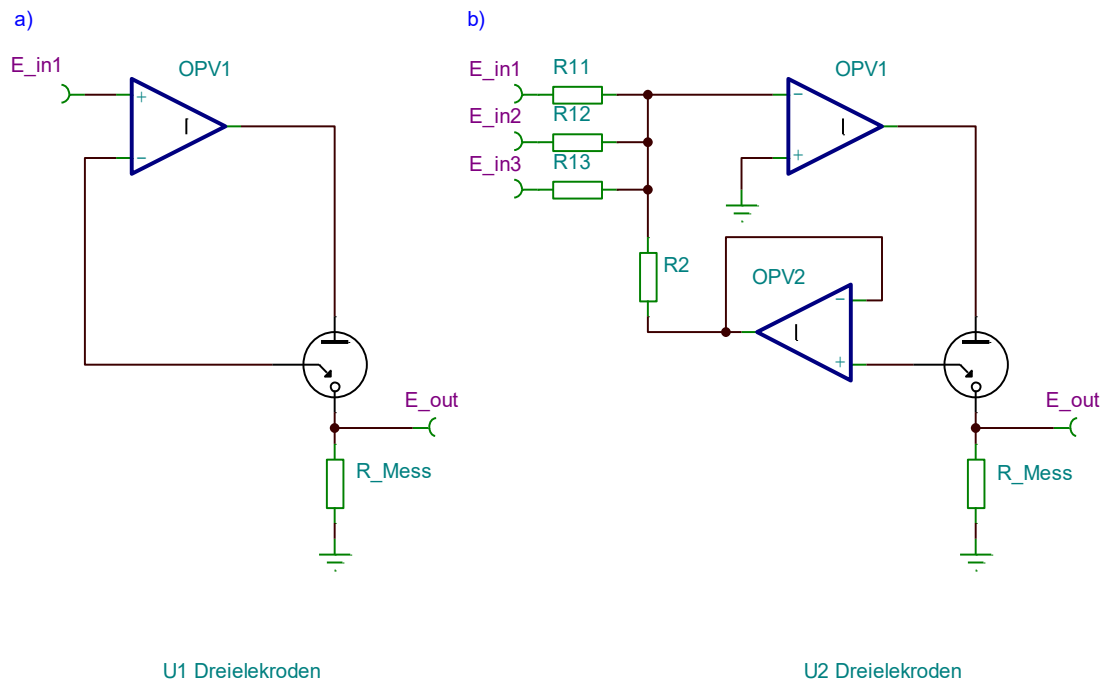 a)
E_in1
OPV1
+
−
E_out
R_Mess
U1 Dreielekroden
b)
E_in1
R11
E_in2
R12
E_in3
R13
OPV1
−
+
R2
OPV2
−
+
E_out
R_Mess
U2 Dreielekroden